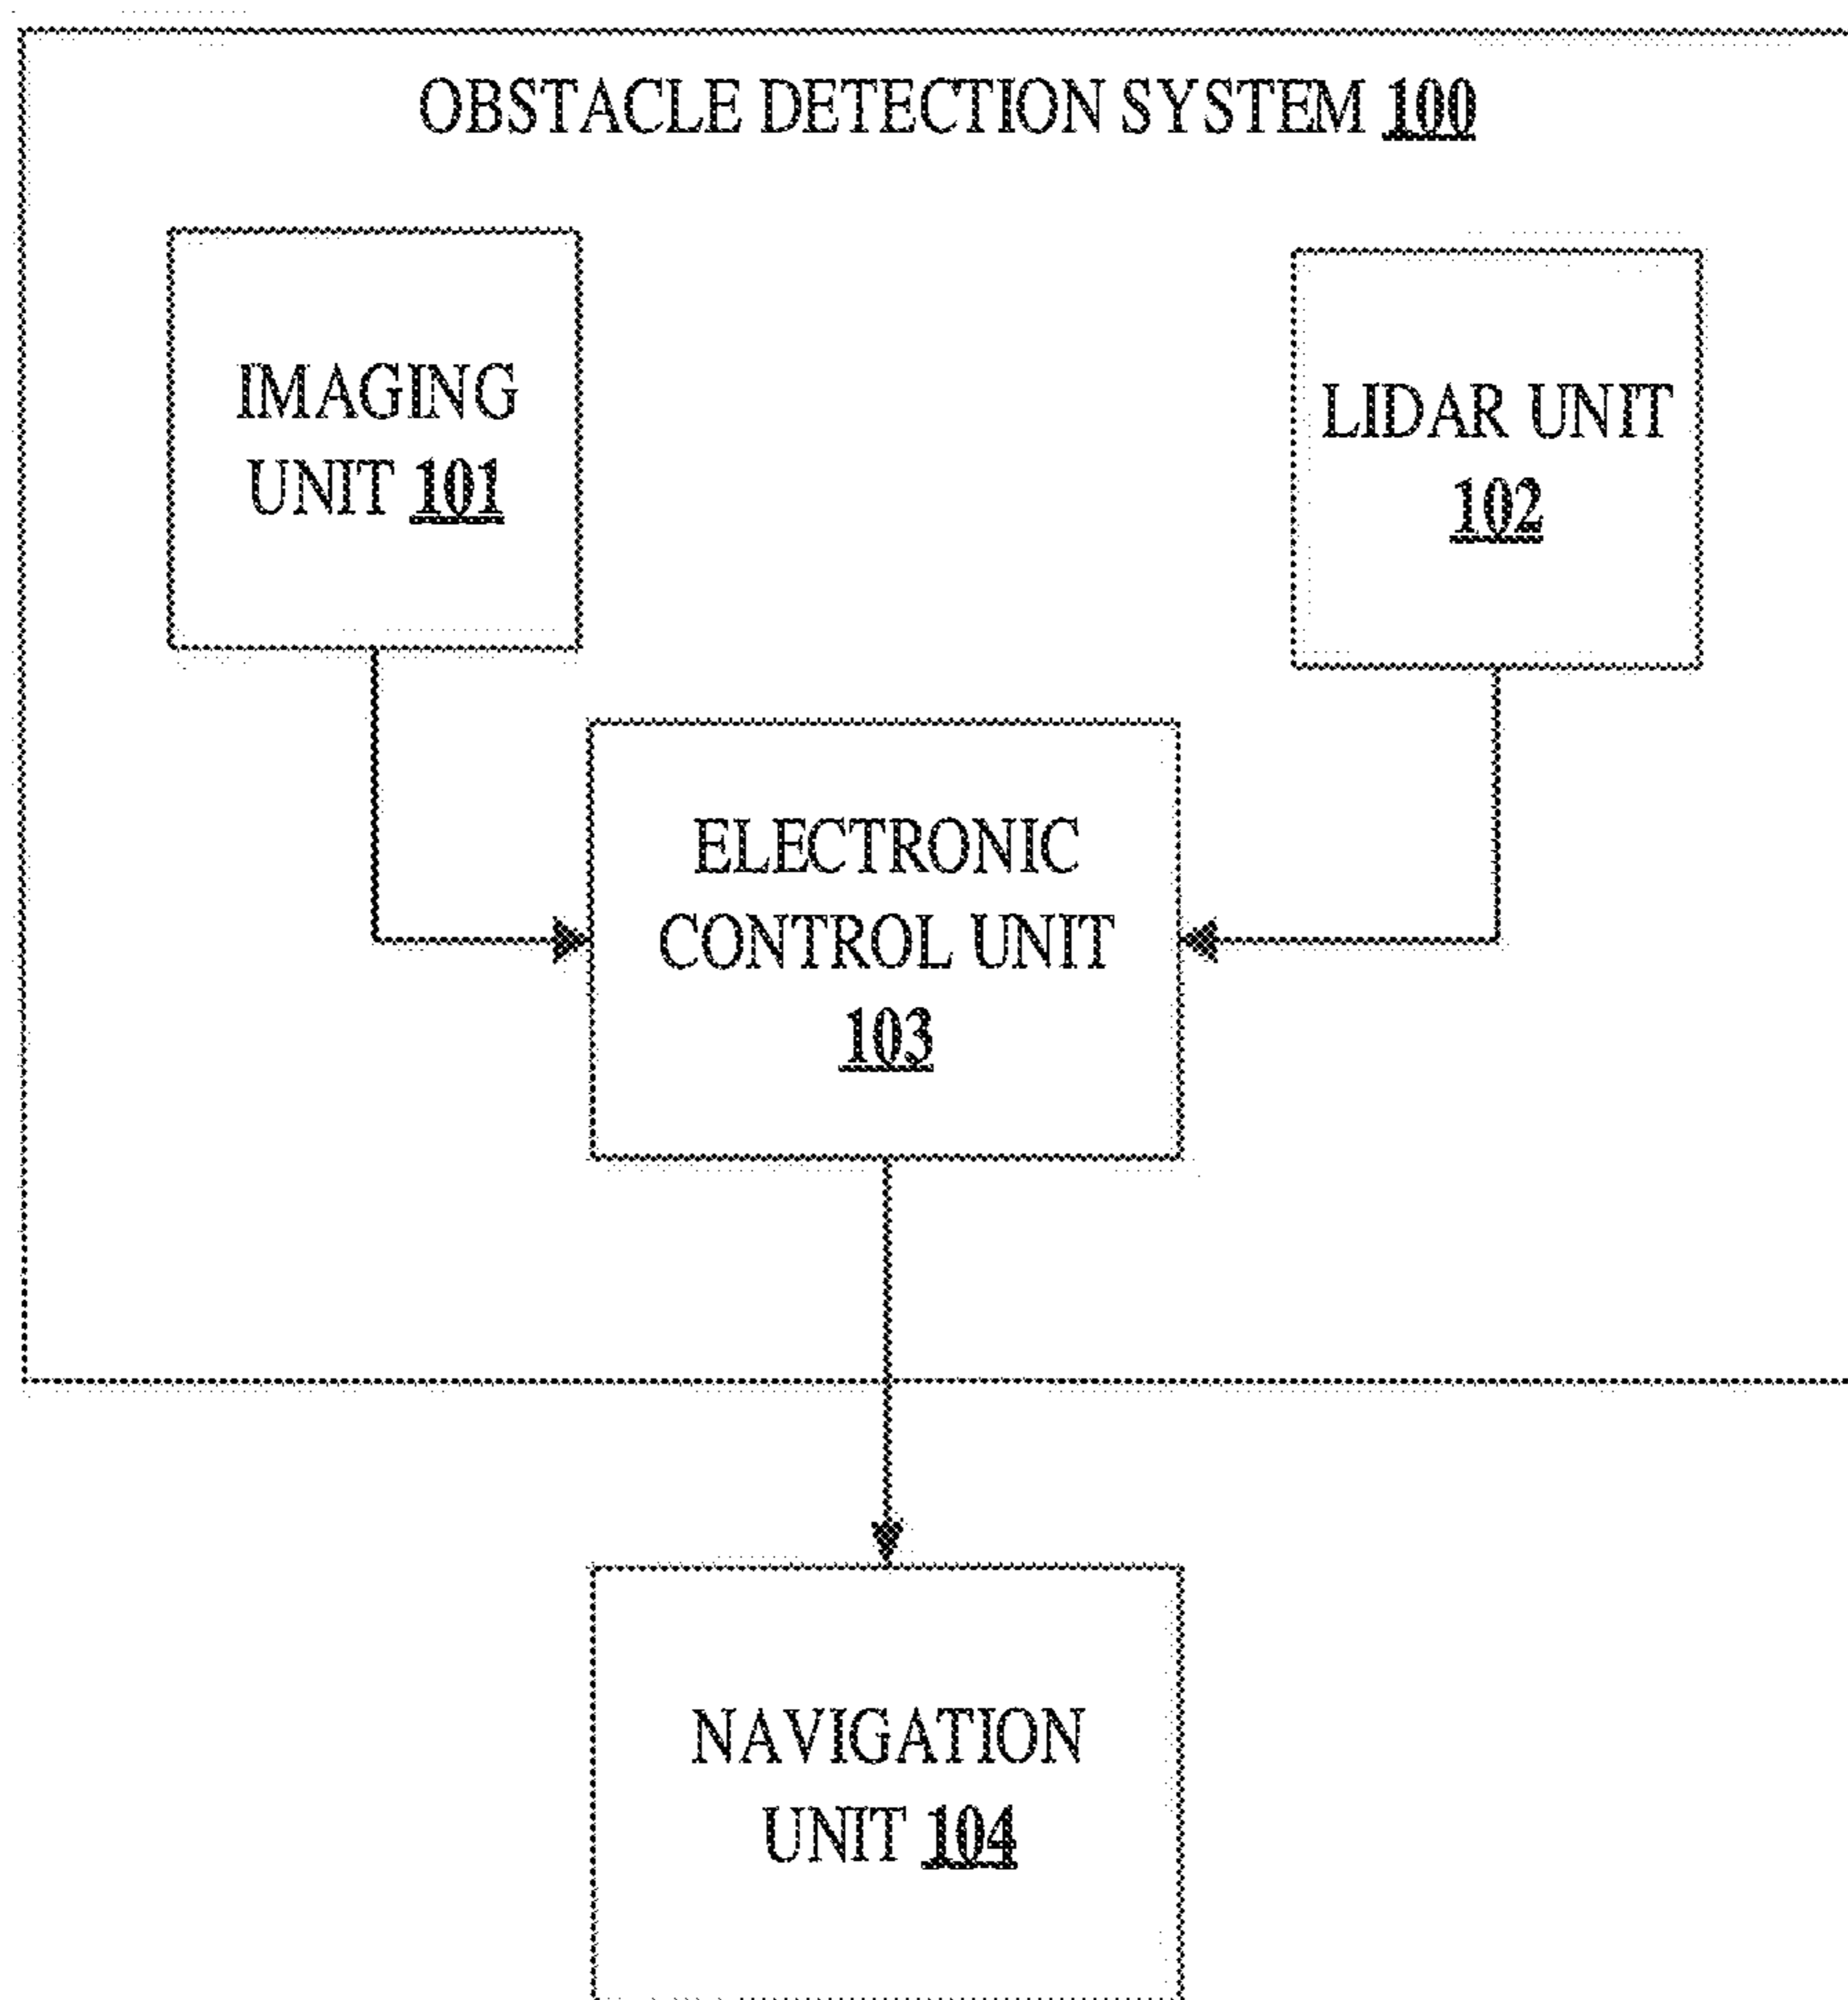 OBSTACLE DETECTION SYSTEM 100
IMAGING
UNIT 101
LIDAR UNIT
102
ELECTRONIC
CONTROL UNIT
103
NAVIGATION
UNIT 104